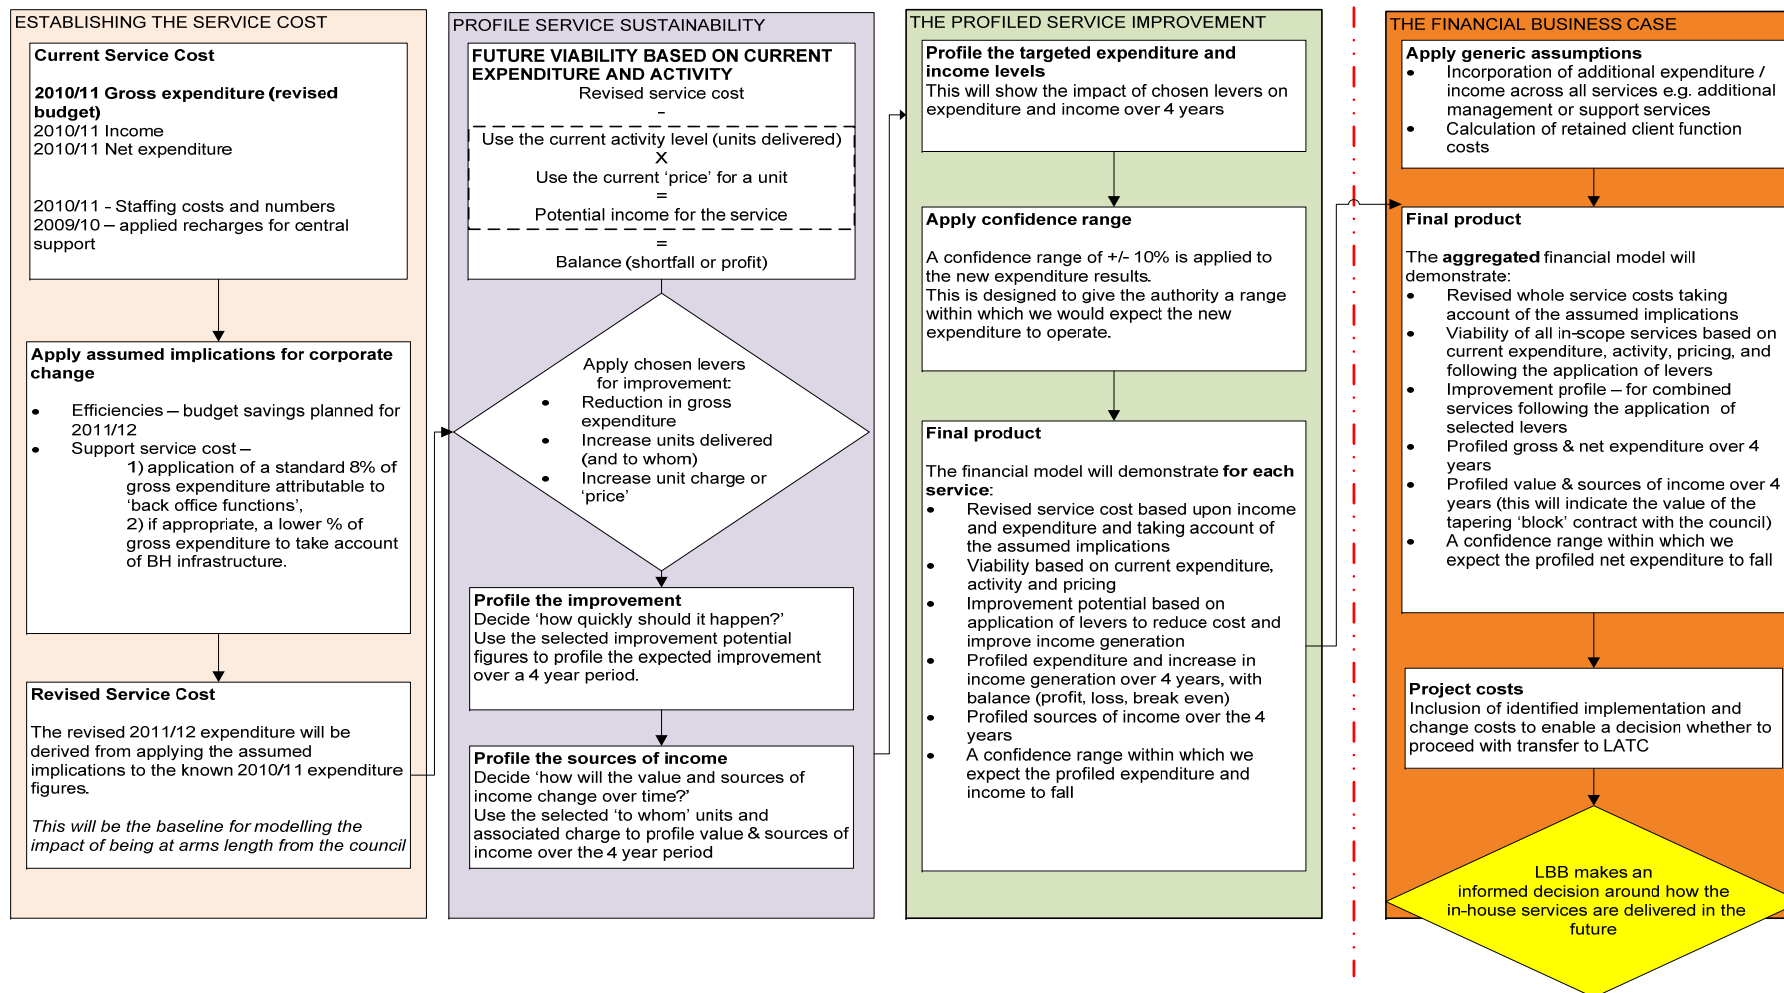 ESTABLISHING THE SERVICE COST
Current Service Cost
2010/11 Gross expenditure (revised
budget)
2010/11 Income
2010/11 Net expenditure
2010/11 - Staffing costs and numbers
2009/10 – applied recharges for central
support
Apply assumed implications for corporate
change
• Efficiencies – budget savings planned for
2011/12
• Support service cost –
1) application of a standard 8% of
gross expenditure attributable to
‘back office functions’,
2) if appropriate, a lower % of
gross expenditure to take account
of BH infrastructure.
Revised Service Cost
The revised 2011/12 expenditure will be
derived from applying the assumed
implications to the known 2010/11 expenditure
figures.
This will be the baseline for modelling the
impact of being at arms length from the council
PROFILE SERVICE SUSTAINABILITY
FUTURE VIABILITY BASED ON CURRENT
EXPENDITURE AND ACTIVITY
Revised service cost
-
Use the current activity level (units delivered)
X
Use the current ‘price’ for a unit
=
Potential income for the service
=
Balance (shortfall or profit)
Apply chosen levers
for improvement:
• Reduction in gross
expenditure
• Increase units delivered
(and to whom)
• Increase unit charge or
‘price’
Profile the improvement
Decide ‘how quickly should it happen?’
Use the selected improvement potential
figures to profile the expected improvement
over a 4 year period.
Profile the sources of income
Decide ‘how will the value and sources of
income change over time?’
Use the selected ‘to whom’ units and
associated charge to profile value & sources of
income over the 4 year period
THE PROFILED SERVICE IMPROVEMENT
Profile the targeted expenditure and
income levels
This will show the impact of chosen levers on
expenditure and income over 4 years
Apply confidence range
A confidence range of +/- 10% is applied to
the new expenditure results.
This is designed to give the authority a range
within which we would expect the new
expenditure to operate.
Final product
The financial model will demonstrate for each
service:
• Revised service cost based upon income
and expenditure and taking account of
the assumed implications
• Viability based on current expenditure,
activity and pricing
• Improvement potential based on
application of levers to reduce cost and
improve income generation
• Profiled expenditure and increase in
income generation over 4 years, with
balance (profit, loss, break even)
• Profiled sources of income over the 4
years
• A confidence range within which we
expect the profiled expenditure and
income to fall
THE FINANCIAL BUSINESS CASE
Apply generic assumptions
• Incorporation of additional expenditure /
income across all services e.g. additional
management or support services
• Calculation of retained client function
costs
Final product
The aggregated financial model will
demonstrate:
• Revised whole service costs taking
account of the assumed implications
• Viability of all in-scope services based on
current expenditure, activity, pricing, and
following the application of levers
• Improvement profile – for combined
services following the application of
selected levers
• Profiled gross & net expenditure over 4
years
• Profiled value & sources of income over 4
years (this will indicate the value of the
tapering ‘block’ contract with the council)
• A confidence range within which we
expect the profiled net expenditure to fall
Project costs
Inclusion of identified implementation and
change costs to enable a decision whether to
proceed with transfer to LATC
LBB makes an
informed decision around how the
in-house services are delivered in the
future